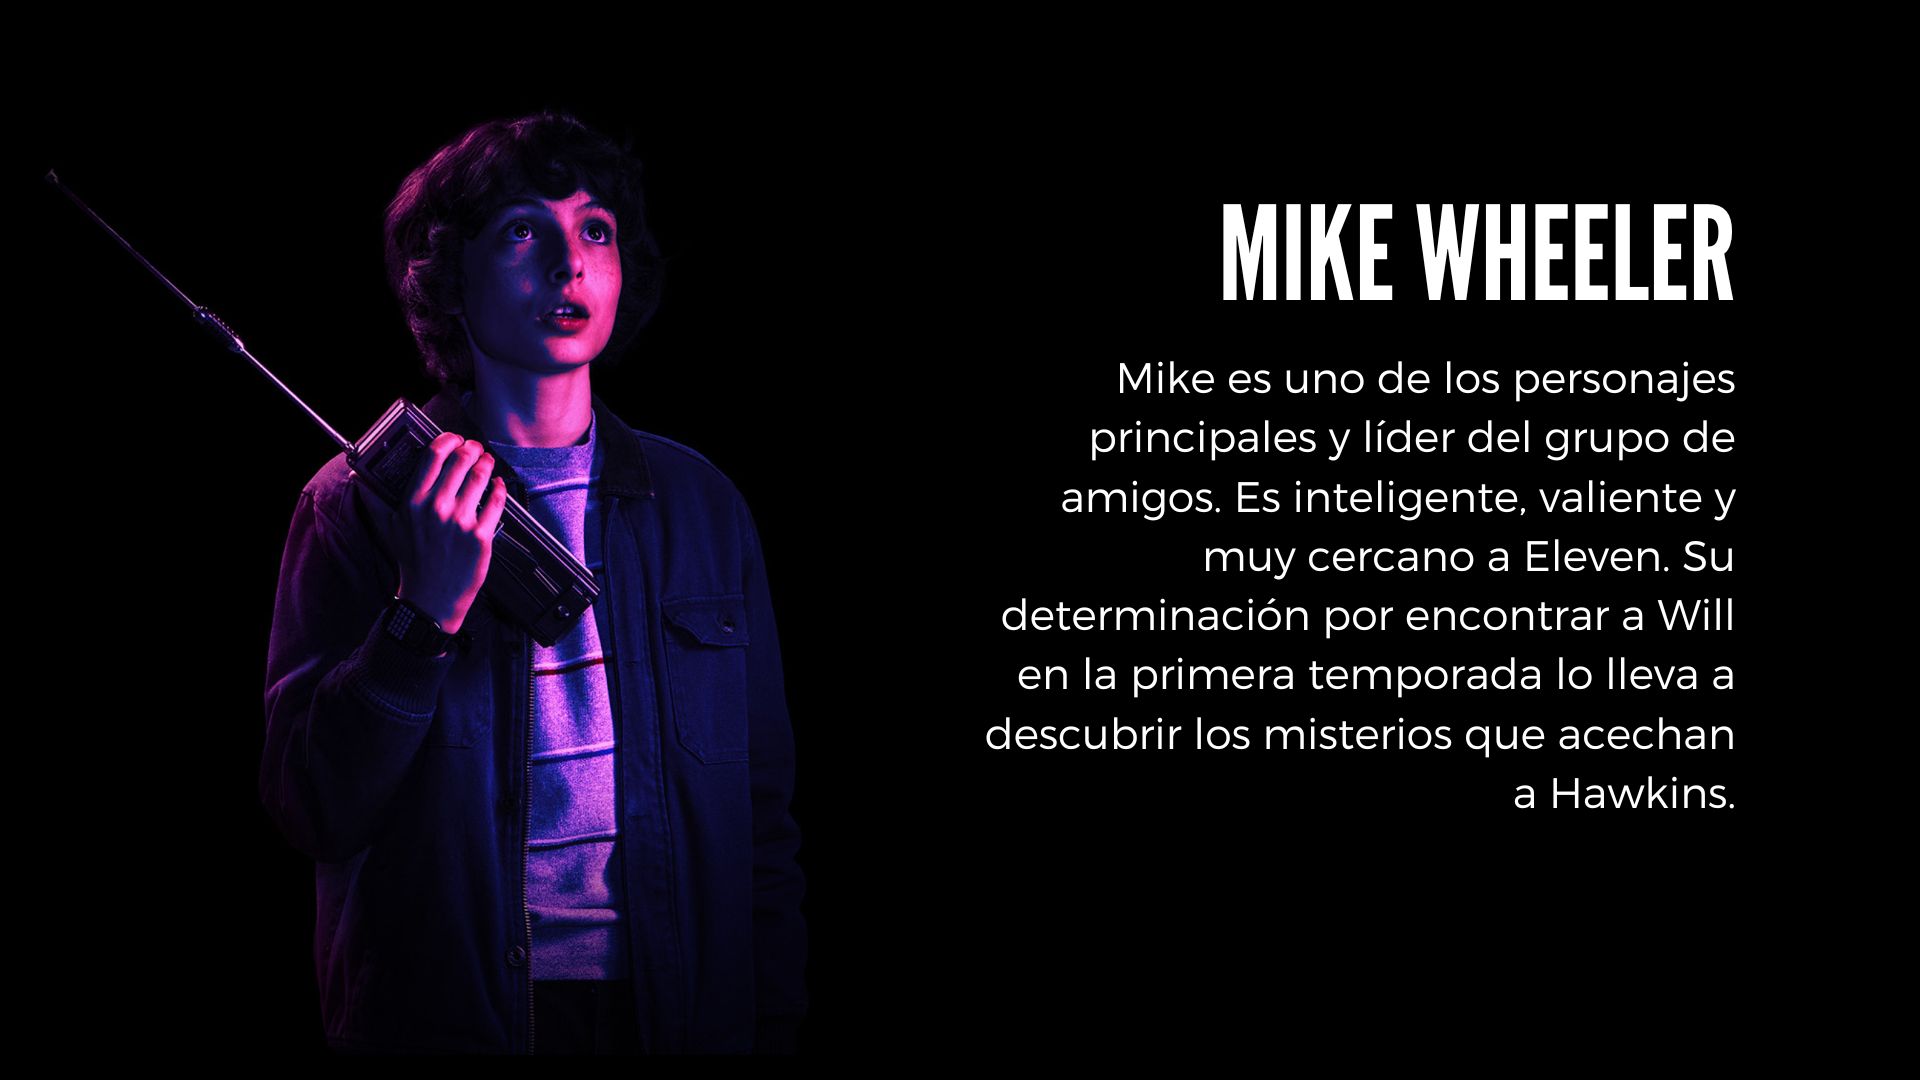 MIKE WHEELER
Mike es uno de los personajes
principales y líder del grupo de
amigos. Es inteligente, valiente y
muy cercano a Eleven. Su
determinación por encontrar a Will
en la primera temporada lo lleva a
descubrir los misterios que acechan
a Hawkins.